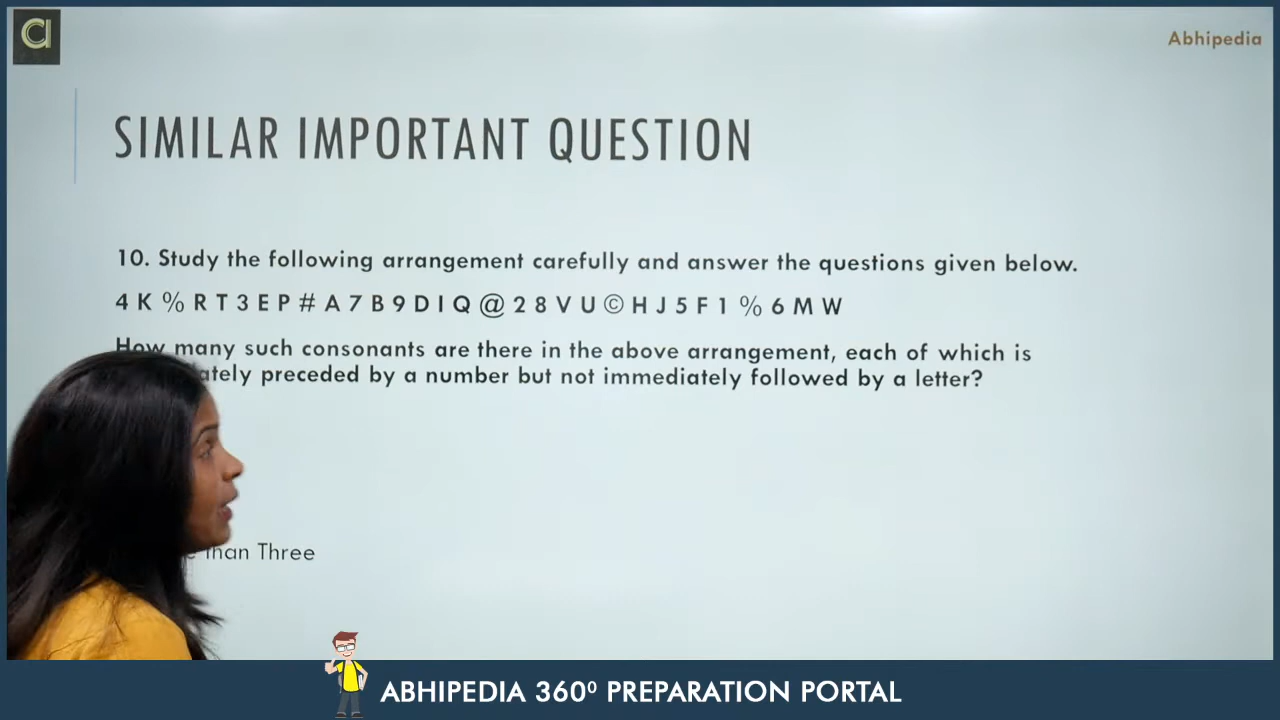 Abhipedia
SIMILAR IMPORTANT QUESTION
10. Study the following arrangement carefully and answer the questions given below.
4 K % R T 3 E P # A 7 B 9 D I Q @ 2 8 V U © H J 5 F 1 % 6 M W
How many such consonants are there in the above arrangement, each of which is
preceded by a number but not immediately followed by a letter?
than Three
ABHIPEDIA 360⁰ PREPARATION PORTAL